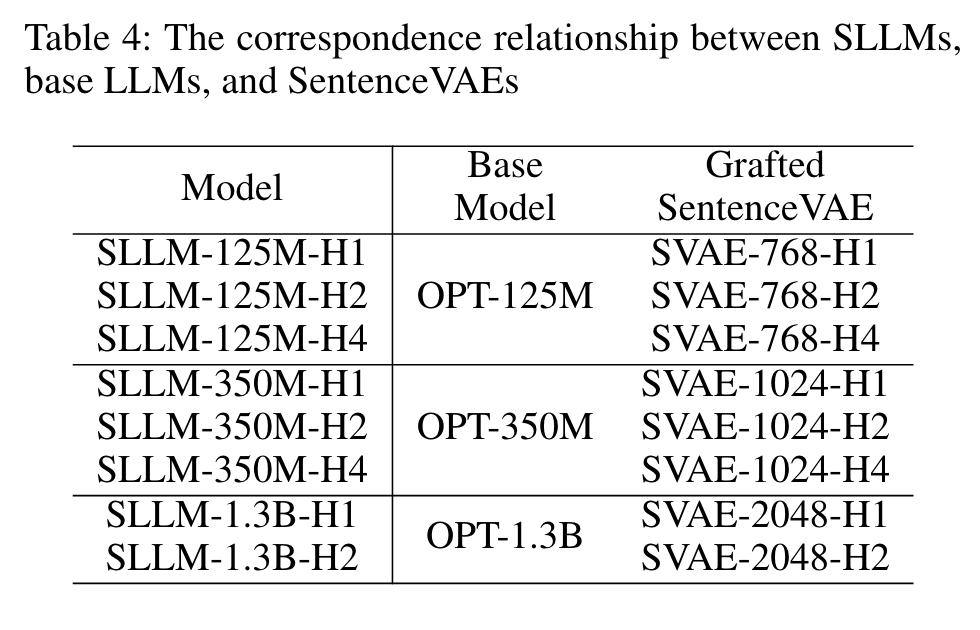 Table 4: The correspondence relationship between SLLMs,
base LLMs, and SentenceVAEs
Model
Base
Model
Grafted
SentenceVAE
SLLM-125M-H1
SLLM-125M-H2
SLLM-125M-H4
OPT-125M
SVAE-768-H1
SVAE-768-H2
SVAE-768-H4
SLLM-350M-H1
SLLM-350M-H2
SLLM-350M-H4
OPT-350M
SVAE-1024-H1
SVAE-1024-H2
SVAE-1024-H4
SLLM-1.3B-H1
SLLM-1.3B-H2
OPT-1.3B
SVAE-2048-H1
SVAE-2048-H2